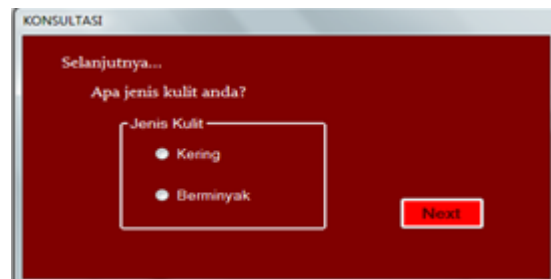 KONSULTASI
Selanjutnya...
Apa jenis kulit anda?
Jenis Kulit
Kering
Berminyak
Next